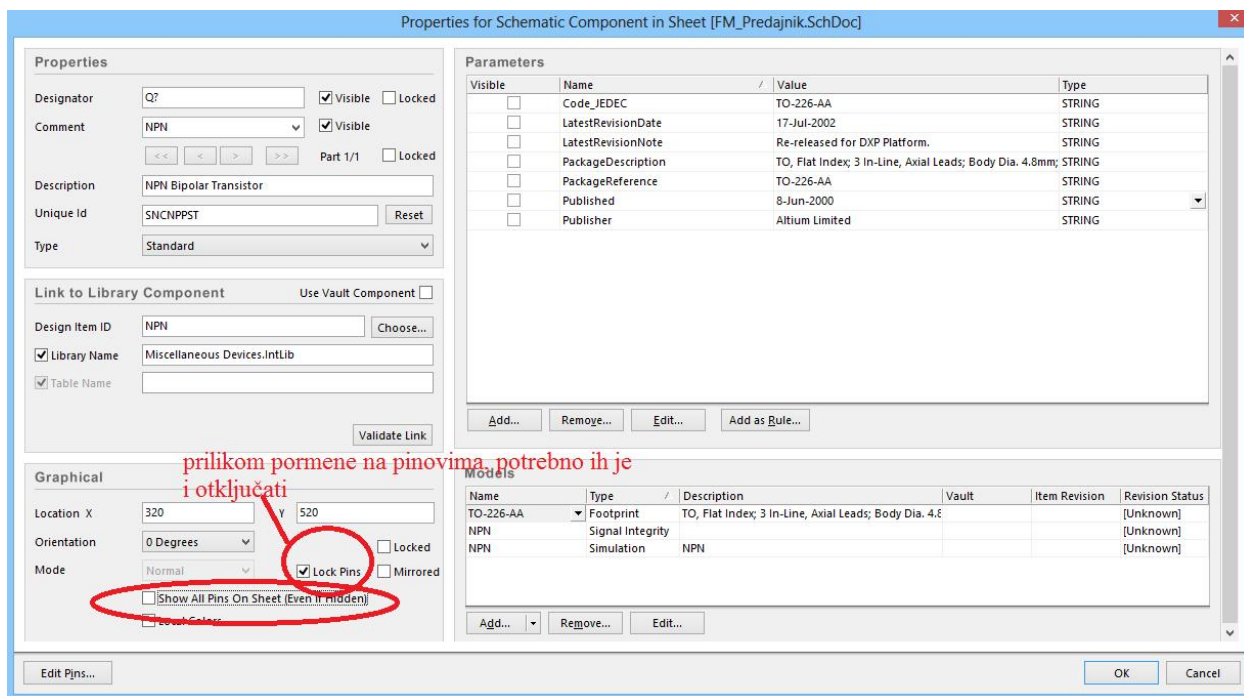 Properties for Schematic Component in Sheet [FM_Predajnik.SchDoc]
Properties
Designator Q? Visible Locked
Comment NPN Visible
<< < > >> Part 1/1 Locked
Description NPN Bipolar Transistor
Unique Id SNCNPPST Reset
Type Standard
Link to Library Component Use Vault Component
Design Item ID NPN Choose...
Library Name Miscellaneous Devices.IntLib
Table Name
Validate Link
prilikom pormene na pinovima, potrebno ih je
i otključati
Graphical
Location X 320 Y 520
Orientation 0 Degrees Locked
Mode Normal Lock Pins Mirrored
Show All Pins On Sheet (Even if Hidden)
Local Colors
Parameters
Visible Name Value Type
Code_JEDEC TO-226-AA STRING
LatestRevisionDate 17-Jul-2002 STRING
LatestRevisionNote Re-released for DXP Platform. STRING
PackageDescription TO, Flat Index; 3 In-Line, Axial Leads; Body Dia. 4.8mm; STRING
PackageReference TO-226-AA STRING
Published 8-Jun-2000 STRING
Publisher Altium Limited STRING
Add... Remove... Edit... Add as Rule...
Models
Name Type Description Vault Item Revision Revision Status
TO-226-AA Footprint TO, Flat Index; 3 In-Line, Axial Leads; Body Dia. 4.8 [Unknown]
NPN Signal Integrity [Unknown]
NPN Simulation NPN [Unknown]
Add... Remove... Edit...
Edit Pins... OK Cancel